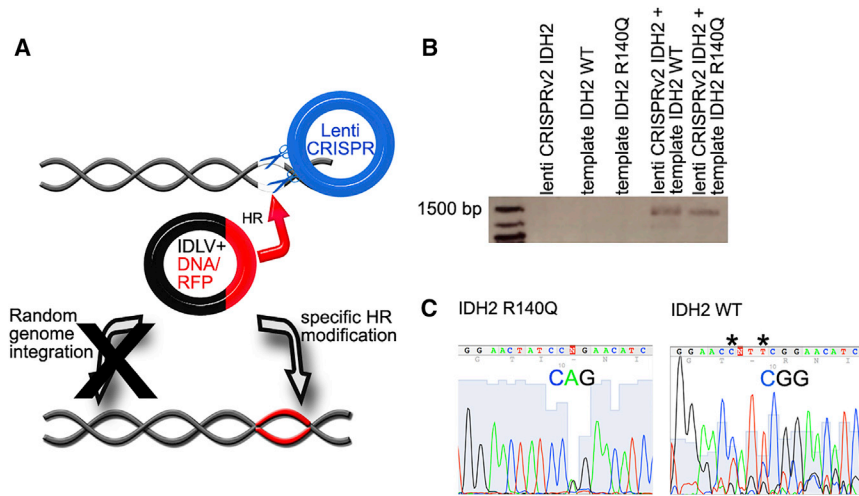 A
Lenti
CRISPR
HR
IDLV+
DNA/
RFP
Random
genome
integration
specific HR
modification
B
lenti CRISPRv2 IDH2
template IDH2 WT
template IDH2 R140Q
lenti CRISPRv2 IDH2 +
template IDH2 WT
lenti CRISPRv2 IDH2 +
template IDH2 R140Q
1500 bp
C
IDH2 R140Q
G G A A C T A T C C N G A A C A T C
G T I - N I
10
CAG
IDH2 WT
* *
G G A A C C N T T C G G A A C A T C
G T - R N I
10
CGG